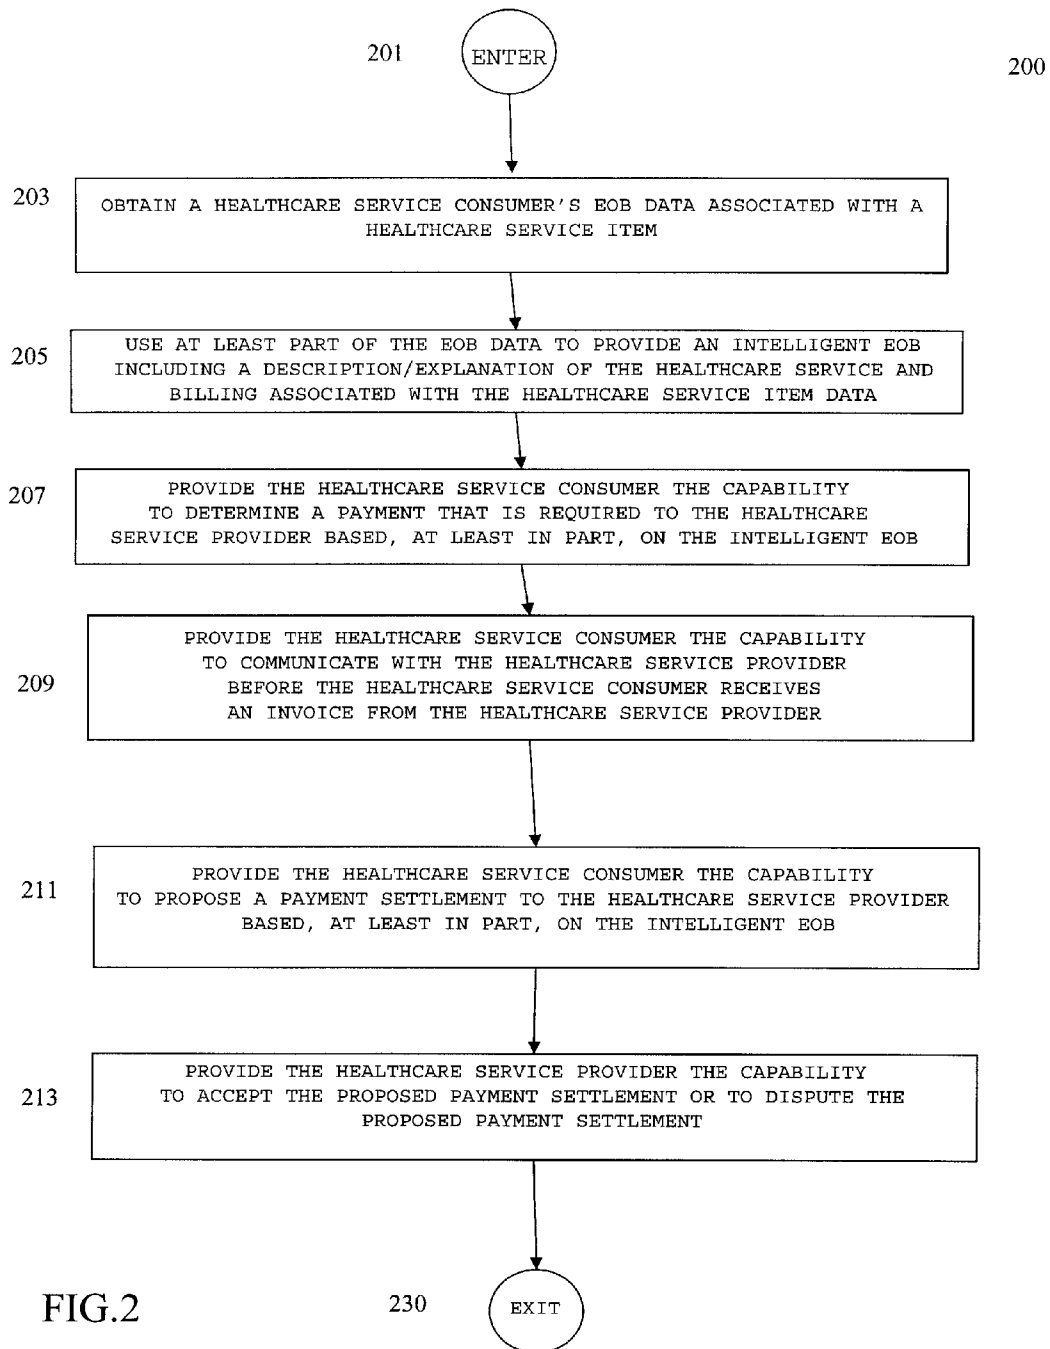 201
ENTER
200
203
OBTAIN A HEALTHCARE SERVICE CONSUMER'S EOB DATA ASSOCIATED WITH A
HEALTHCARE SERVICE ITEM
205
USE AT LEAST PART OF THE EOB DATA TO PROVIDE AN INTELLIGENT EOB
INCLUDING A DESCRIPTION/EXPLANATION OF THE HEALTHCARE SERVICE AND
BILLING ASSOCIATED WITH THE HEALTHCARE SERVICE ITEM DATA
207
PROVIDE THE HEALTHCARE SERVICE CONSUMER THE CAPABILITY
TO DETERMINE A PAYMENT THAT IS REQUIRED TO THE HEALTHCARE
SERVICE PROVIDER BASED, AT LEAST IN PART, ON THE INTELLIGENT EOB
209
PROVIDE THE HEALTHCARE SERVICE CONSUMER THE CAPABILITY
TO COMMUNICATE WITH THE HEALTHCARE SERVICE PROVIDER
BEFORE THE HEALTHCARE SERVICE CONSUMER RECEIVES
AN INVOICE FROM THE HEALTHCARE SERVICE PROVIDER
211
PROVIDE THE HEALTHCARE SERVICE CONSUMER THE CAPABILITY
TO PROPOSE A PAYMENT SETTLEMENT TO THE HEALTHCARE SERVICE PROVIDER
BASED, AT LEAST IN PART, ON THE INTELLIGENT EOB
213
PROVIDE THE HEALTHCARE SERVICE PROVIDER THE CAPABILITY
TO ACCEPT THE PROPOSED PAYMENT SETTLEMENT OR TO DISPUTE THE
PROPOSED PAYMENT SETTLEMENT
FIG.2
230
EXIT